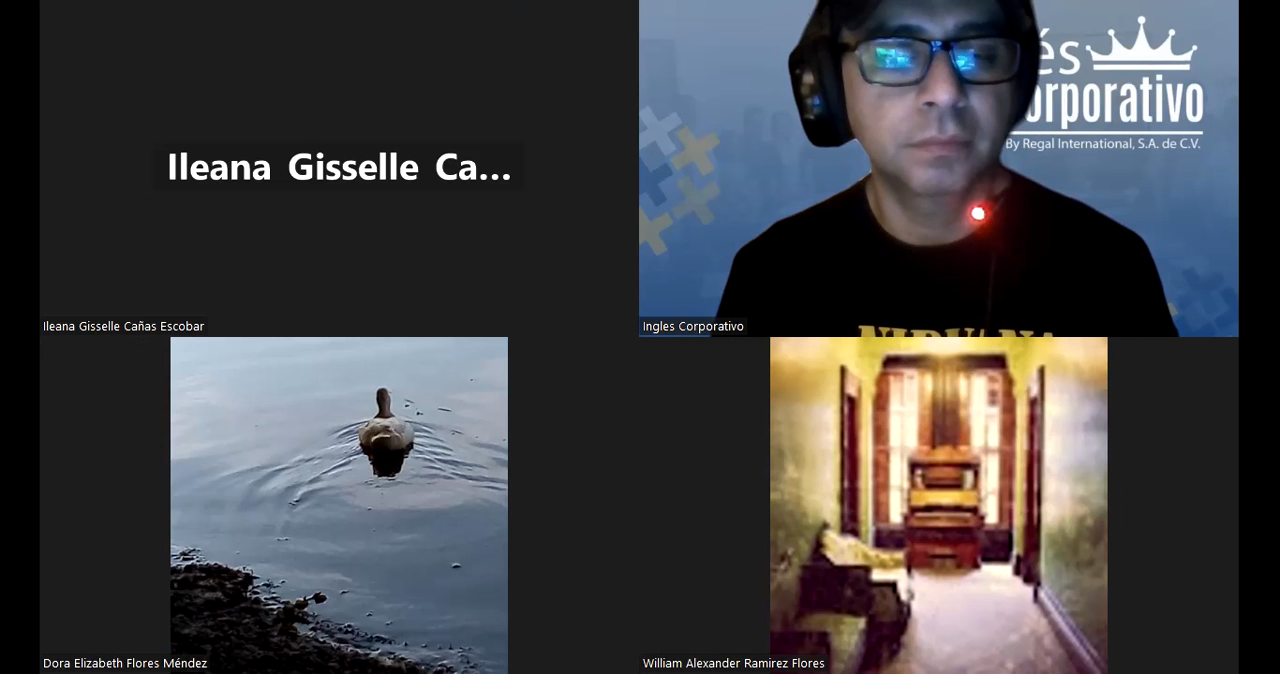 Ileana Gisselle Ca...
Ileana Gisselle Cañas Escobar
és
orporativo
By Regal International, S.A. de C.V.
NIRVANA
Ingles Corporativo
Dora Elizabeth Flores Méndez
William Alexander Ramirez Flores